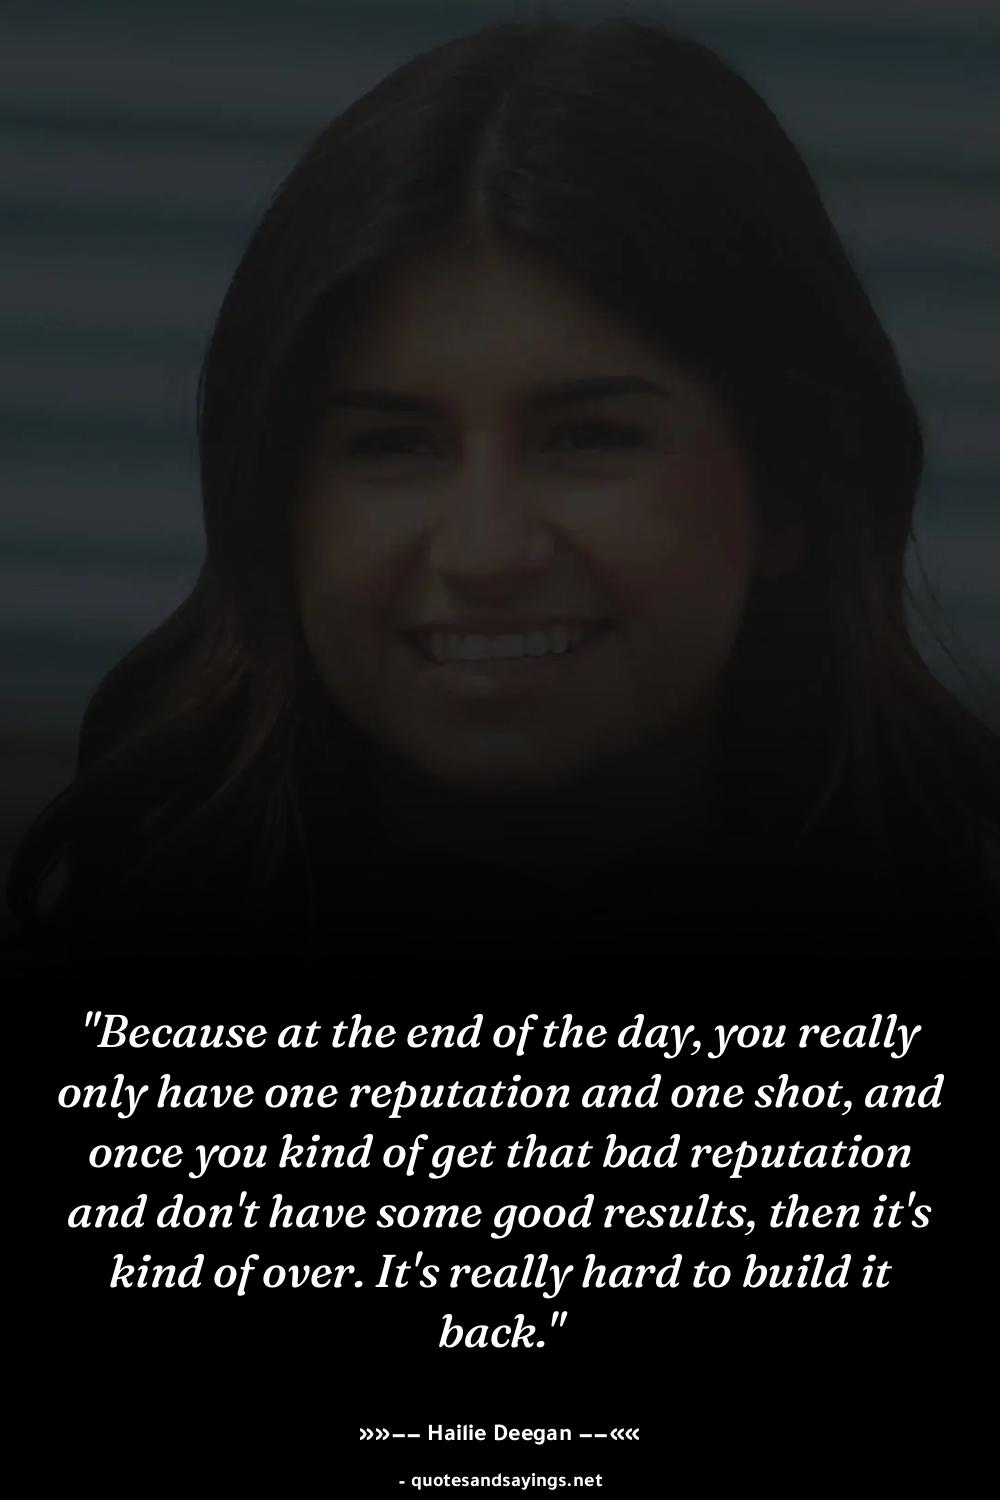 "Because at the end of the day, you really
only have one reputation and one shot, and
once you kind of get that bad reputation
and don't have some good results, then it's
kind of over. It's really hard to build it
back."
»»−− Hailie Deegan −−««
- quotesandsayings.net